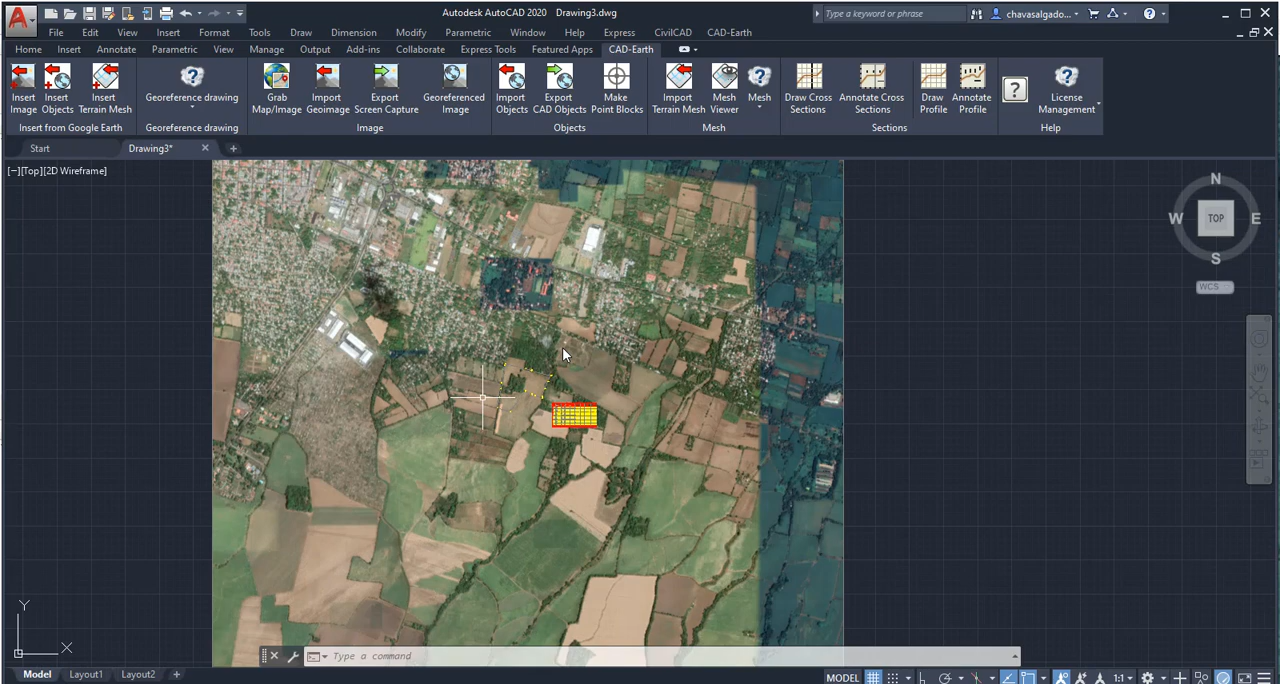 Autodesk AutoCAD 2020 Drawing3.dwg
Type a keyword or phrase
chavasalgado...
File Edit View Insert Format Tools Draw Dimension Modify Parametric Window Help Express CivilCAD CAD-Earth
Home Insert Annotate Parametric View Manage Output Add-ins Collaborate Express Tools Featured Apps CAD-Earth
Insert Image
Insert Objects
Insert Terrain Mesh
Insert from Google Earth
Georeference drawing
Georeference drawing
Grab Map/Image
Import Geoimage
Export Screen Capture
Georeferenced Image
Image
Import Objects
Export CAD Objects
Make Point Blocks
Objects
Import Terrain Mesh
Mesh Viewer
Mesh
Mesh
Draw Cross Sections
Annotate Cross Sections
Draw Profile
Annotate Profile
Sections
?
License Management
Help
Start
Drawing3*
[−][Top][2D Wireframe]
N
W TOP E
S
WCS
Y
X
Type a command
Model Layout1 Layout2 +
MODEL
1:1